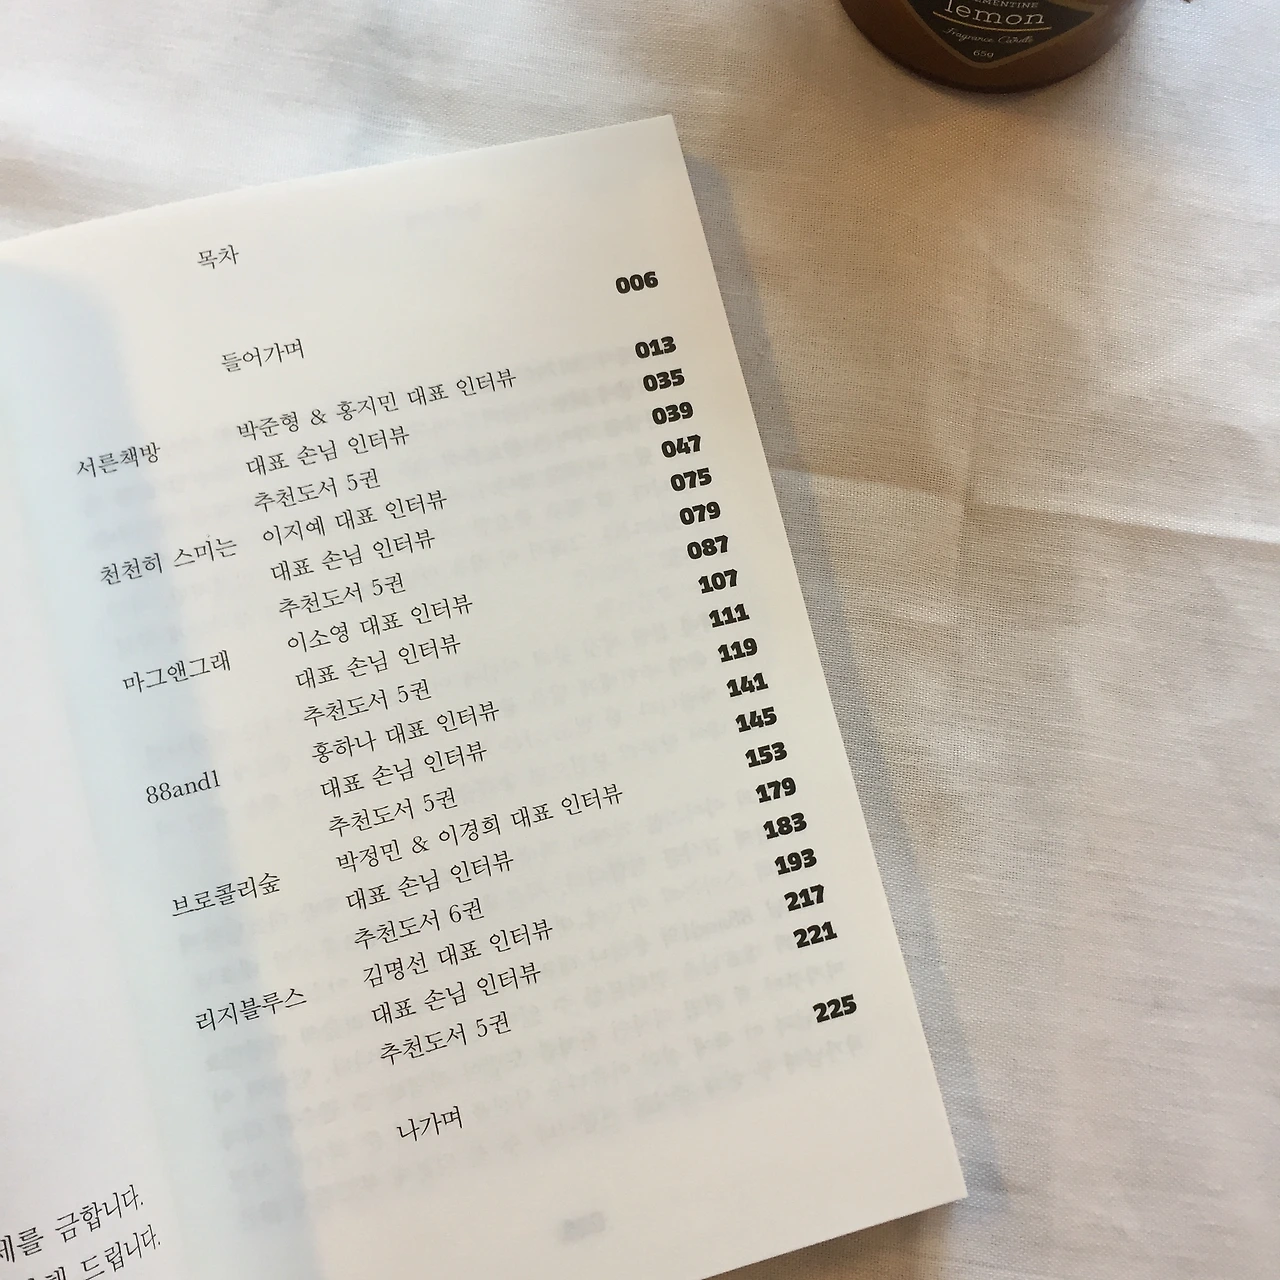 lemon
Fragrance Candle
65g
목차
들어가며 006
서른책방 박준형 & 홍지민 대표 인터뷰 013
대표 손님 인터뷰 035
추천도서 5권 039
천천히 스미는 이지예 대표 인터뷰 047
대표 손님 인터뷰 075
추천도서 5권 079
마그앤그래 이소영 대표 인터뷰 087
대표 손님 인터뷰 107
추천도서 5권 111
88and1 홍하나 대표 인터뷰 119
대표 손님 인터뷰 141
추천도서 5권 145
브로콜리숲 박정민 & 이경희 대표 인터뷰 153
대표 손님 인터뷰 179
추천도서 6권 183
리지블루스 김명선 대표 인터뷰 193
대표 손님 인터뷰 217
추천도서 5권 221
나가며 225
금합니다.
드립니다.